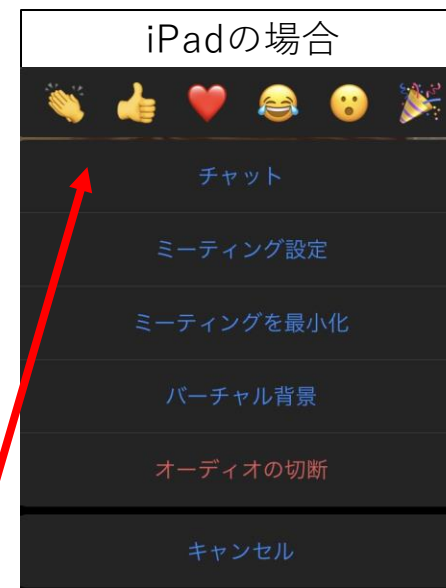 iPadの場合
チャット
ミーティング設定
ミーティングを最小化
バーチャル背景
オーディオの切断
キャンセル